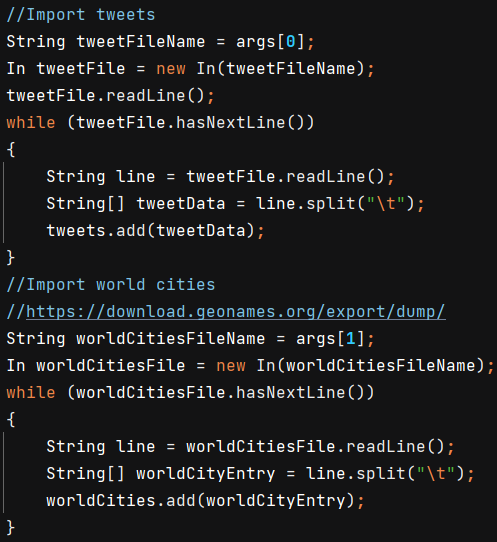 //Import tweets
String tweetFileName = args[0];
In tweetFile = new In(tweetFileName);
tweetFile.readLine();
while (tweetFile.hasNextLine())
{
    String line = tweetFile.readLine();
    String[] tweetData = line.split("\t");
    tweets.add(tweetData);
}
//Import world cities
//https://download.geonames.org/export/dump/
String worldCitiesFileName = args[1];
In worldCitiesFile = new In(worldCitiesFileName);
while (worldCitiesFile.hasNextLine())
{
    String line = worldCitiesFile.readLine();
    String[] worldCityEntry = line.split("\t");
    worldCities.add(worldCityEntry);
}